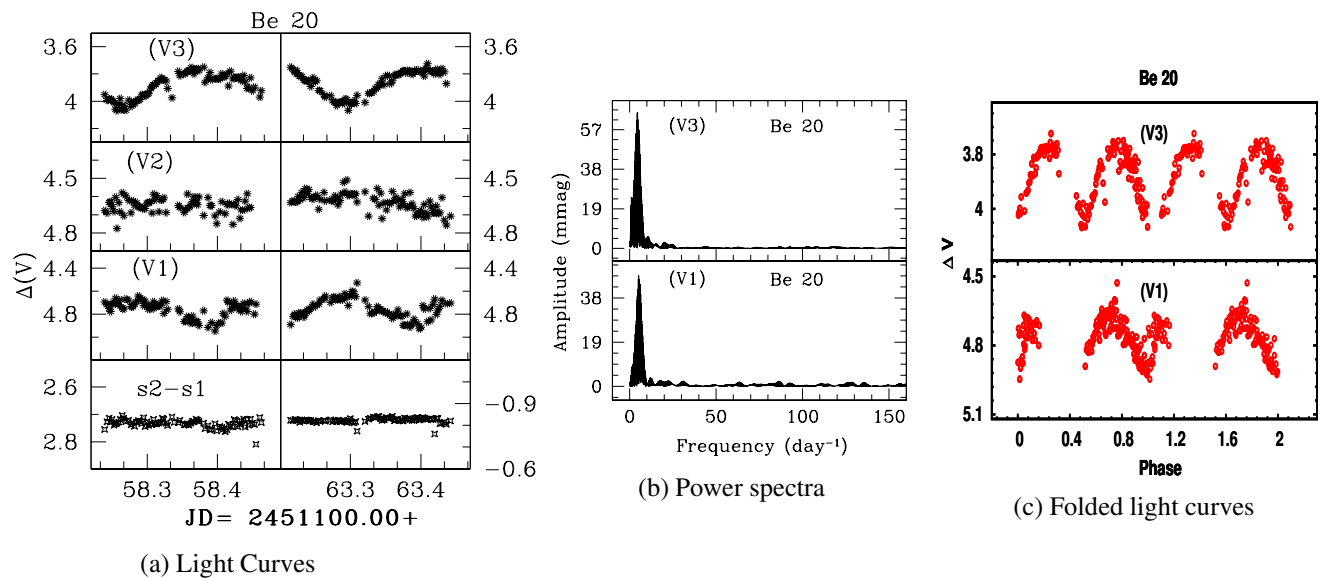 Be 20
(V3)
3.6
4
3.6
4
(V2)
4.5
4.8
4.5
4.8
(V1)
4.4
4.8
4.4
4.8
Δ(V)
s2-s1
2.6
2.8
-0.9
-0.6
58.3 58.4 63.3 63.4
JD= 2451100.00+
(a) Light Curves
(V3) Be 20
57
38
19
0
(V1) Be 20
38
19
0
Amplitude (mmag)
0 50 100 150
Frequency (day⁻¹)
(b) Power spectra
Be 20
(V3)
3.8
4
Δ V
4.5
(V1)
4.8
5.1
0 0.4 0.8 1.2 1.6 2
Phase
(c) Folded light curves